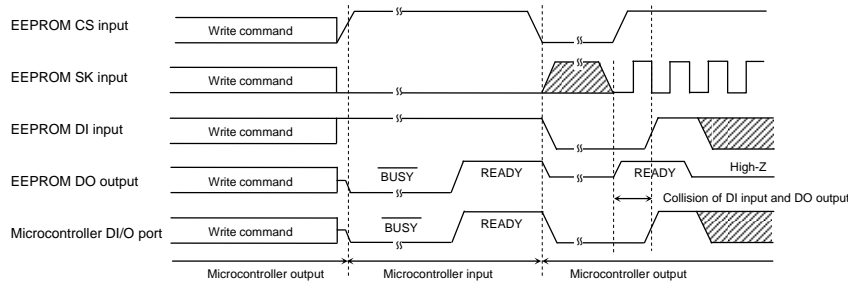 EEPROM CS input
Write command
EEPROM SK input
Write command
EEPROM DI input
Write command
EEPROM DO output
Write command
BUSY
READY
READY
High-Z
Collision of DI input and DO output
Microcontroller DI/O port
Write command
BUSY
READY
Microcontroller output
Microcontroller input
Microcontroller output